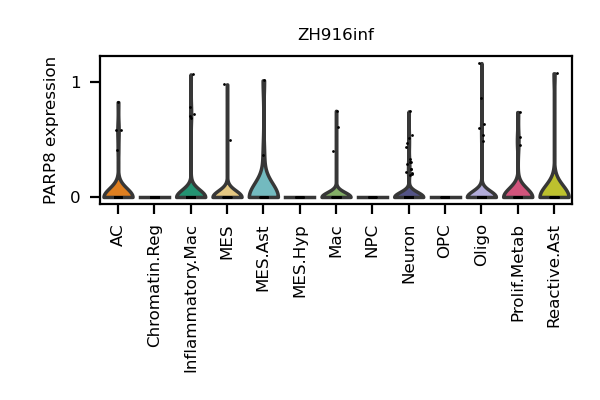 ZH916inf
PARP8 expression
1
0
AC
Chromatin.Reg
Inflammatory.Mac
MES
MES.Ast
MES.Hyp
Mac
NPC
Neuron
OPC
Oligo
Prolif.Metab
Reactive.Ast